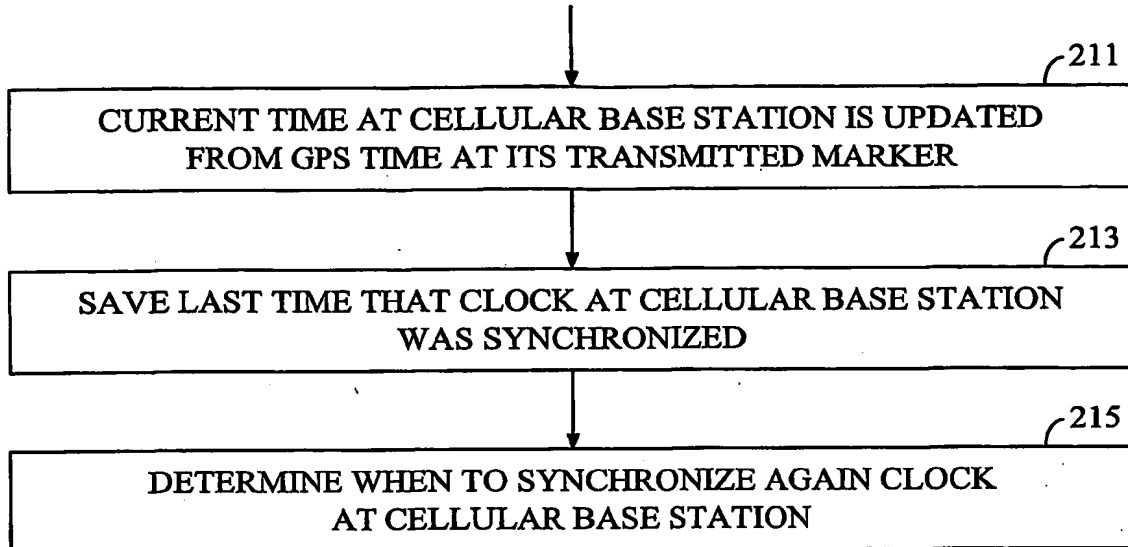 211
CURRENT TIME AT CELLULAR BASE STATION IS UPDATED
FROM GPS TIME AT ITS TRANSMITTED MARKER
213
SAVE LAST TIME THAT CLOCK AT CELLULAR BASE STATION
WAS SYNCHRONIZED
215
DETERMINE WHEN TO SYNCHRONIZE AGAIN CLOCK
AT CELLULAR BASE STATION